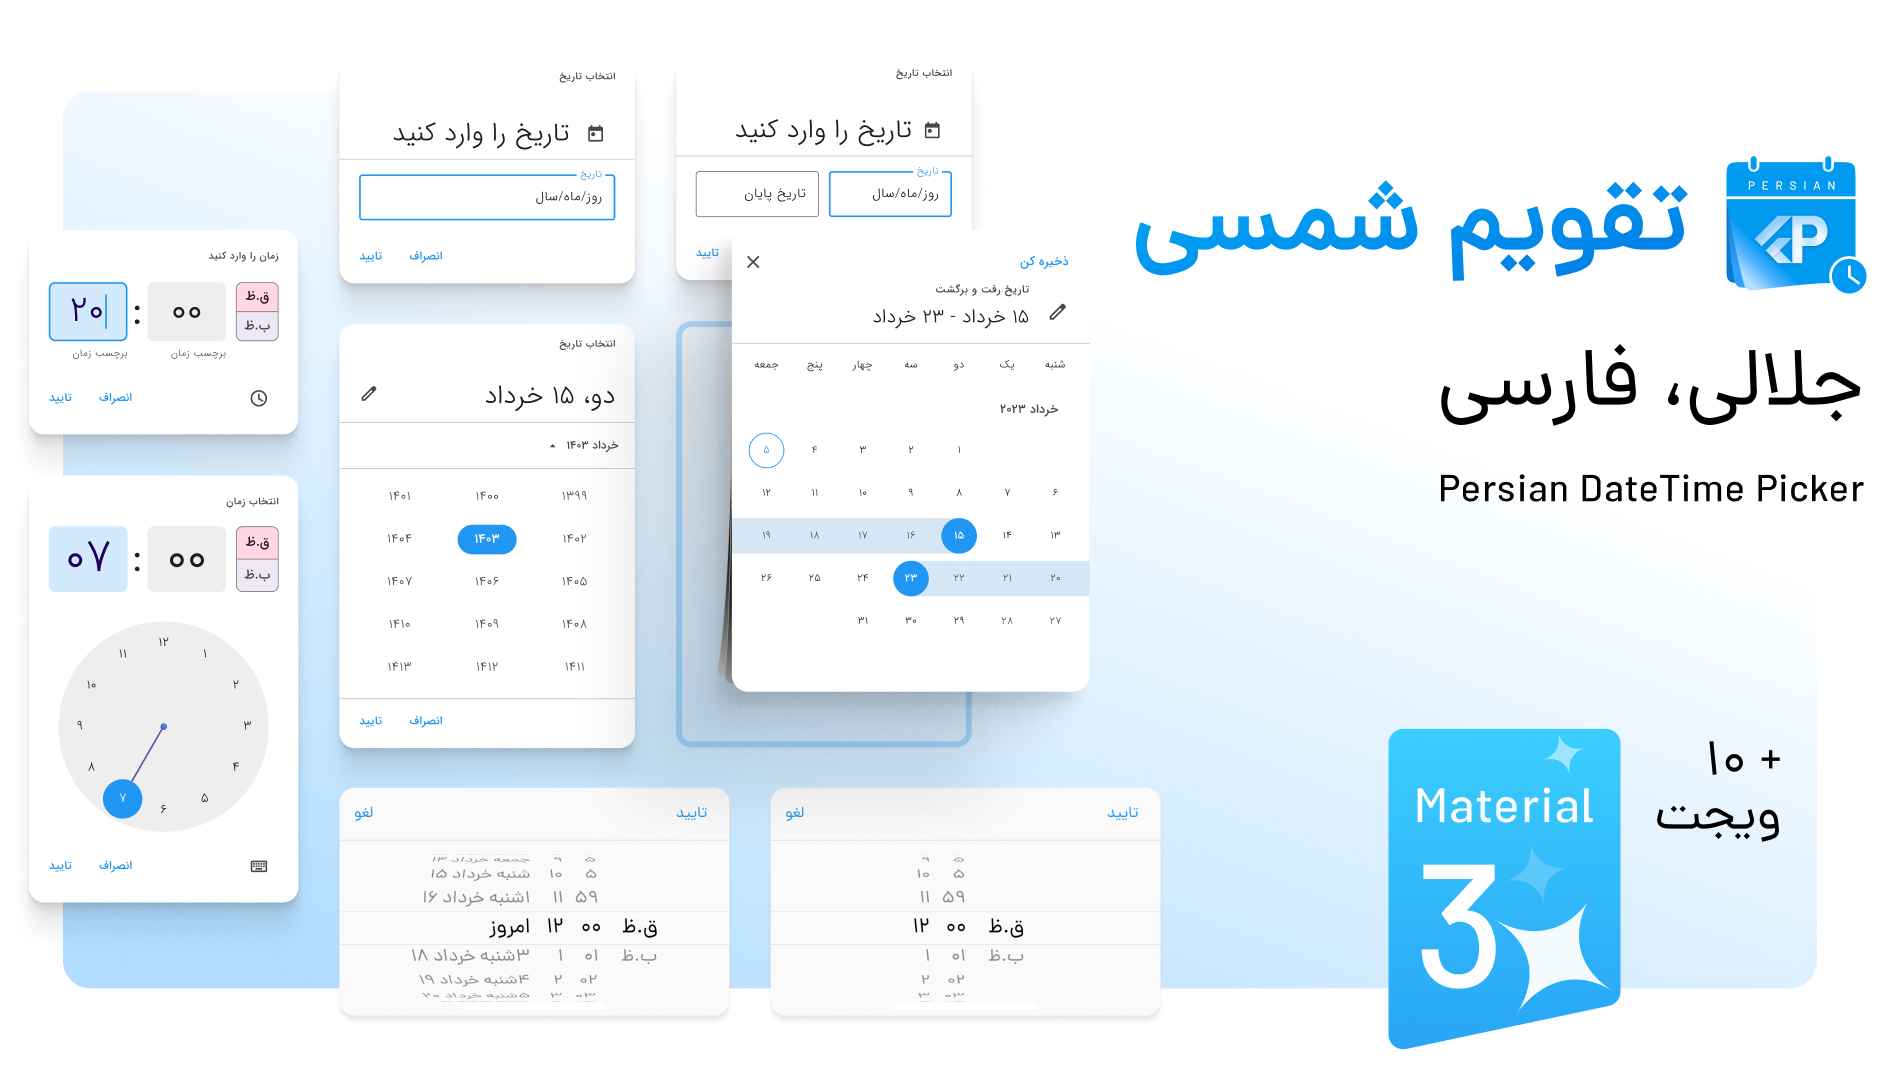 PERSIAN
P
تقویم شمسی
جلالی، فارسی
Persian DateTime Picker
+ ۱۰
ویجت
Material
3
انتخاب تاریخ
تاریخ را وارد کنید
تاریخ
روز/ماه/سال
تاریخ پایان
تایید
انتخاب تاریخ
تاریخ را وارد کنید
تاریخ
روز/ماه/سال
انصراف
تایید
زمان را وارد کنید
۲۰ : ۰۰
ق.ظ
ب.ظ
برچسب زمان
برچسب زمان
انصراف
تایید
ذخیره کن
تاریخ رفت و برگشت
۱۵ خرداد - ۲۳ خرداد
شنبه یک دو سه چهار پنج جمعه
خرداد ۲۰۲۳
۱ ۲ ۳ ۴ ۵
۶ ۷ ۸ ۹ ۱۰ ۱۱ ۱۲
۱۳ ۱۴ ۱۵ ۱۶ ۱۷ ۱۸ ۱۹
۲۰ ۲۱ ۲۲ ۲۳ ۲۴ ۲۵ ۲۶
۲۷ ۲۸ ۲۹ ۳۰ ۳۱
انتخاب تاریخ
دو، ۱۵ خرداد
خرداد ۱۴۰۳
۱۳۹۹ ۱۴۰۰ ۱۴۰۱
۱۴۰۲ ۱۴۰۳ ۱۴۰۴
۱۴۰۵ ۱۴۰۶ ۱۴۰۷
۱۴۰۸ ۱۴۰۹ ۱۴۱۰
۱۴۱۱ ۱۴۱۲ ۱۴۱۳
انصراف
تایید
انتخاب زمان
۰۷ : ۰۰
ق.ظ
ب.ظ
۱۲
۱
۲
۳
۴
۵
۶
۷
۸
۹
۱۰
۱۱
انصراف
تایید
تایید
لغو
۵ ۹ جمعه خرداد ۱۴
۵ ۱۰ شنبه خرداد ۱۵
۵۹ ۱۱ ۱شنبه خرداد ۱۶
ق.ظ ۰۰ ۱۲ امروز
ب.ظ ۰۱ ۱ ۳شنبه خرداد ۱۸
۰۲ ۲ ۴شنبه خرداد ۱۹
۰۳ ۳ ۵شنبه خرداد ۲۰
تایید
لغو
۵ ۹
۵ ۱۰
۵۹ ۱۱
ق.ظ ۰۰ ۱۲
ب.ظ ۰۱ ۱
۰۲ ۲
۰۳ ۳